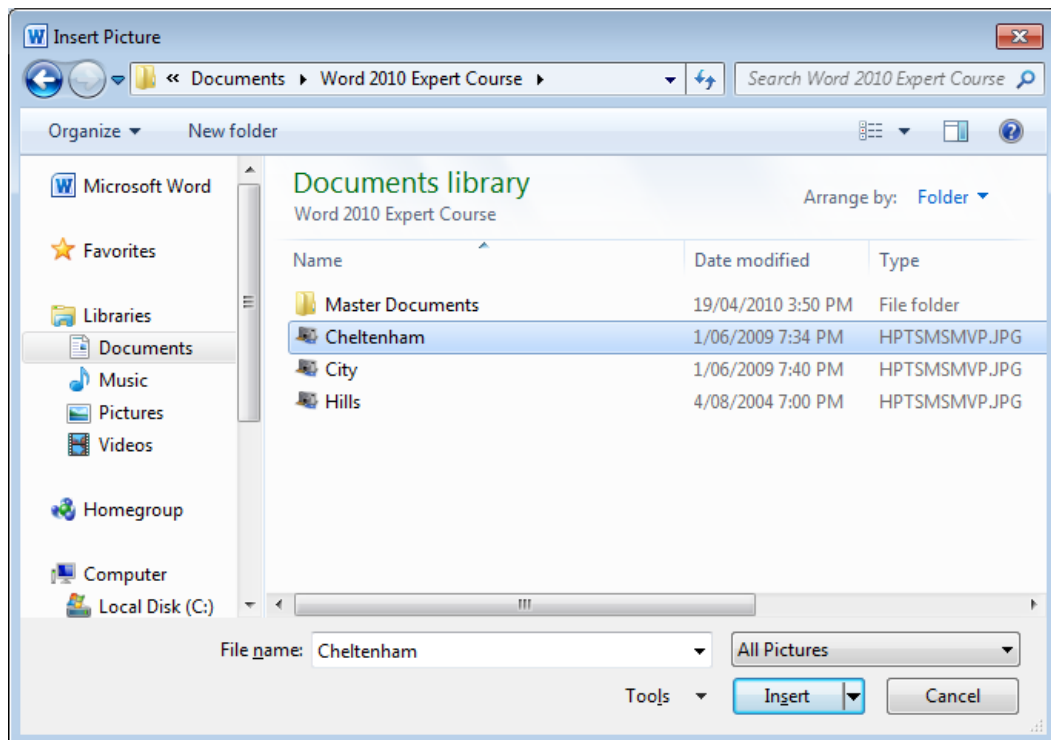 Insert Picture
« Documents Word 2010 Expert Course Search Word 2010 Expert Course
Organize New folder
Microsoft Word
Favorites
Libraries
Documents
Music
Pictures
Videos
Homegroup
Computer
Local Disk (C:)
Documents library
Word 2010 Expert Course
Arrange by: Folder
Name Date modified Type
Master Documents 19/04/2010 3:50 PM File folder
Cheltenham 1/06/2009 7:34 PM HPTSMSMVP.JPG
City 1/06/2009 7:40 PM HPTSMSMVP.JPG
Hills 4/08/2004 7:00 PM HPTSMSMVP.JPG
File name: Cheltenham All Pictures
Tools Insert Cancel